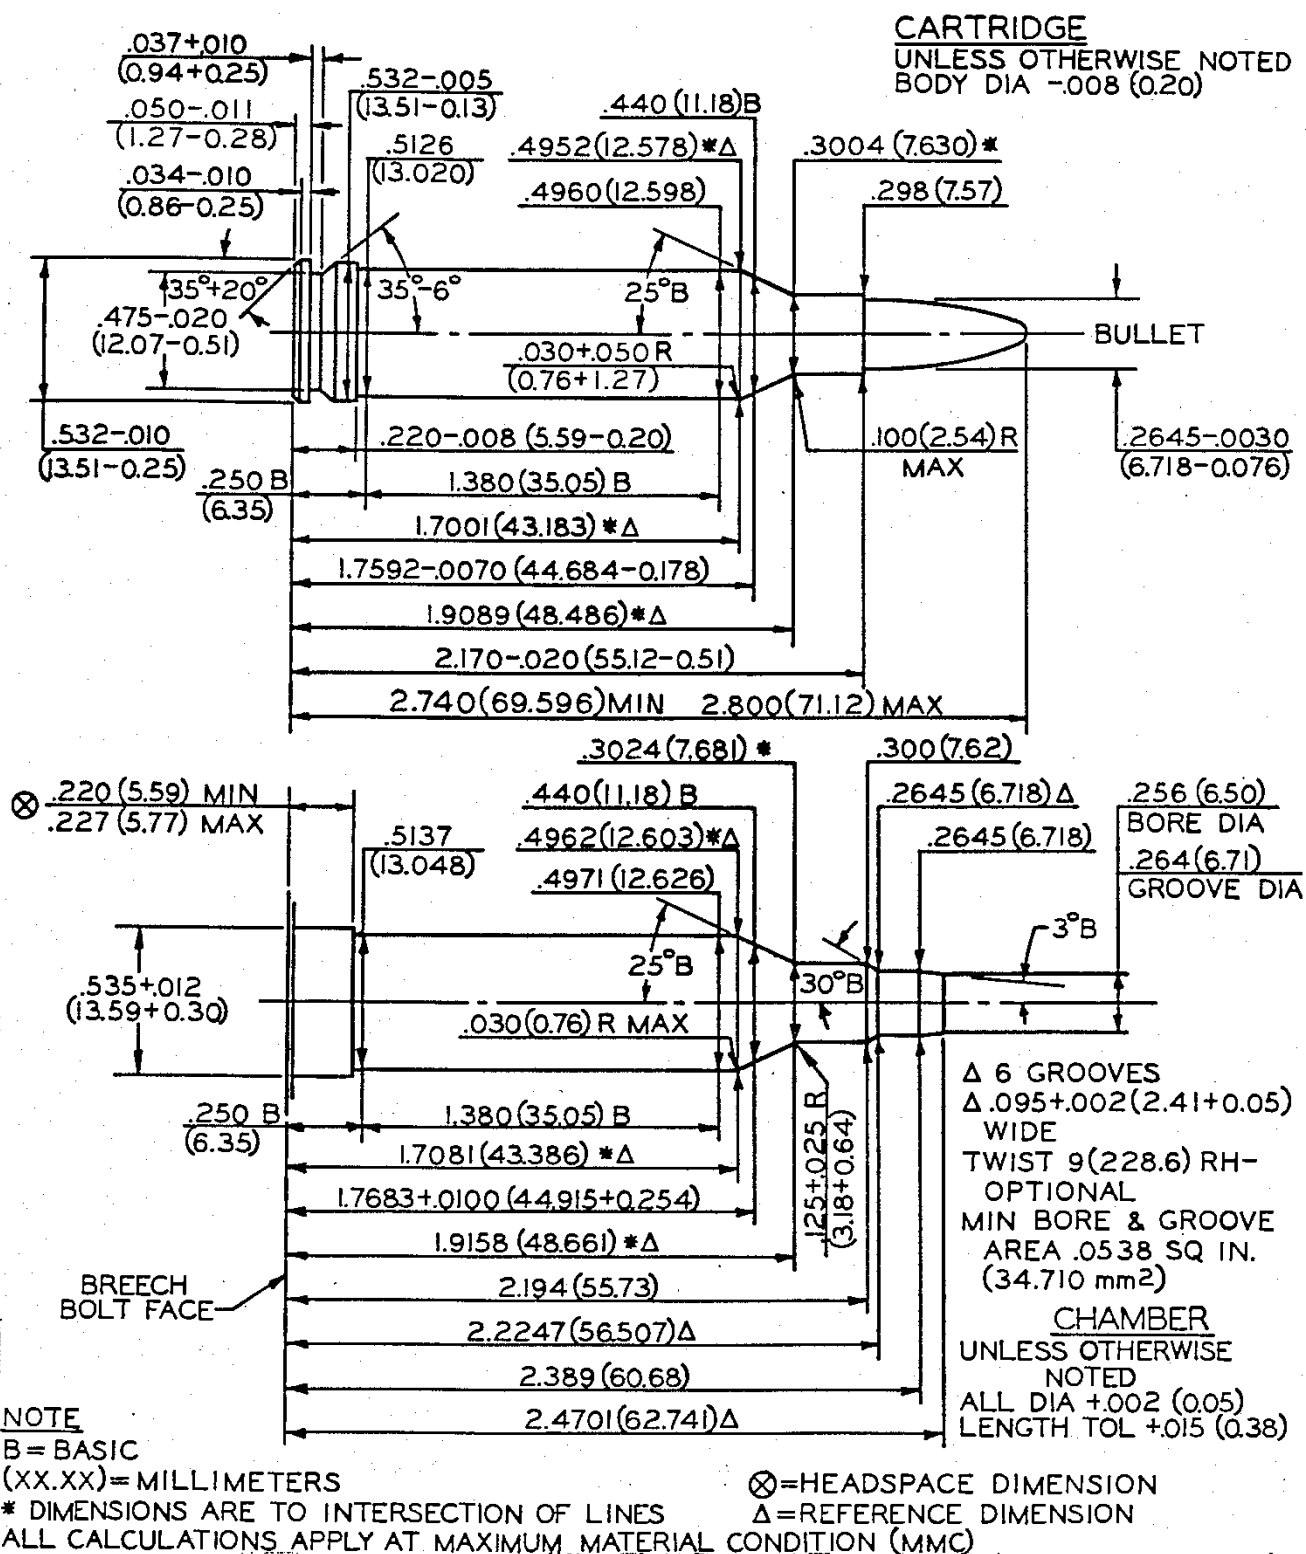 CARTRIDGE
UNLESS OTHERWISE NOTED
BODY DIA -.008 (0.20)
.037+.010
(0.94+0.25)
.050-.011
(1.27-0.28)
.034-.010
(0.86-0.25)
.532-.005
(13.51-0.13)
.5126
(13.020)
.440(11.18)B
.4952(12.578)*Δ
.4960(12.598)
.3004(7.630)*
.298(7.57)
35°+20°
35°-6°
25°B
.475-.020
(12.07-0.51)
.030+.050 R
(0.76+1.27)
BULLET
.532-.010
(13.51-0.25)
.220-.008 (5.59-0.20)
.100(2.54)R
MAX
.2645-.0030
(6.718-0.076)
.250 B
(6.35)
1.380(35.05) B
1.7001(43.183)*Δ
1.7592-.0070(44.684-0.178)
1.9089(48.486)*Δ
2.170-.020(55.12-0.51)
2.740(69.596)MIN 2.800(71.12)MAX
⊗ .220(5.59) MIN
.227(5.77) MAX
.3024(7.681)*
.300(7.62)
.440(11.18) B
.2645(6.718)Δ
.256(6.50)
BORE DIA
.5137
(13.048)
.4962(12.603)*Δ
.2645(6.718)
.264(6.71)
GROOVE DIA
.4971(12.626)
25°B
30°B
3°B
.535+.012
(13.59+0.30)
.030(0.76)R MAX
.125+.025 R
(3.18+0.64)
.250 B
(6.35)
1.380(35.05) B
1.7081(43.386)*Δ
1.7683+.0100(44.915+0.254)
1.9158(48.661)*Δ
2.194(55.73)
2.2247(56.507)Δ
2.389(60.68)
2.4701(62.741)Δ
BREECH
BOLT FACE
Δ 6 GROOVES
Δ .095+.002(2.41+0.05)
WIDE
TWIST 9(228.6) RH-
OPTIONAL
MIN BORE & GROOVE
AREA .0538 SQ IN.
(34.710 mm2)
CHAMBER
UNLESS OTHERWISE
NOTED
ALL DIA +.002 (0.05)
LENGTH TOL +.015 (0.38)
NOTE
B=BASIC
(XX.XX)=MILLIMETERS
* DIMENSIONS ARE TO INTERSECTION OF LINES
ALL CALCULATIONS APPLY AT MAXIMUM MATERIAL CONDITION (MMC)
⊗=HEADSPACE DIMENSION
Δ=REFERENCE DIMENSION